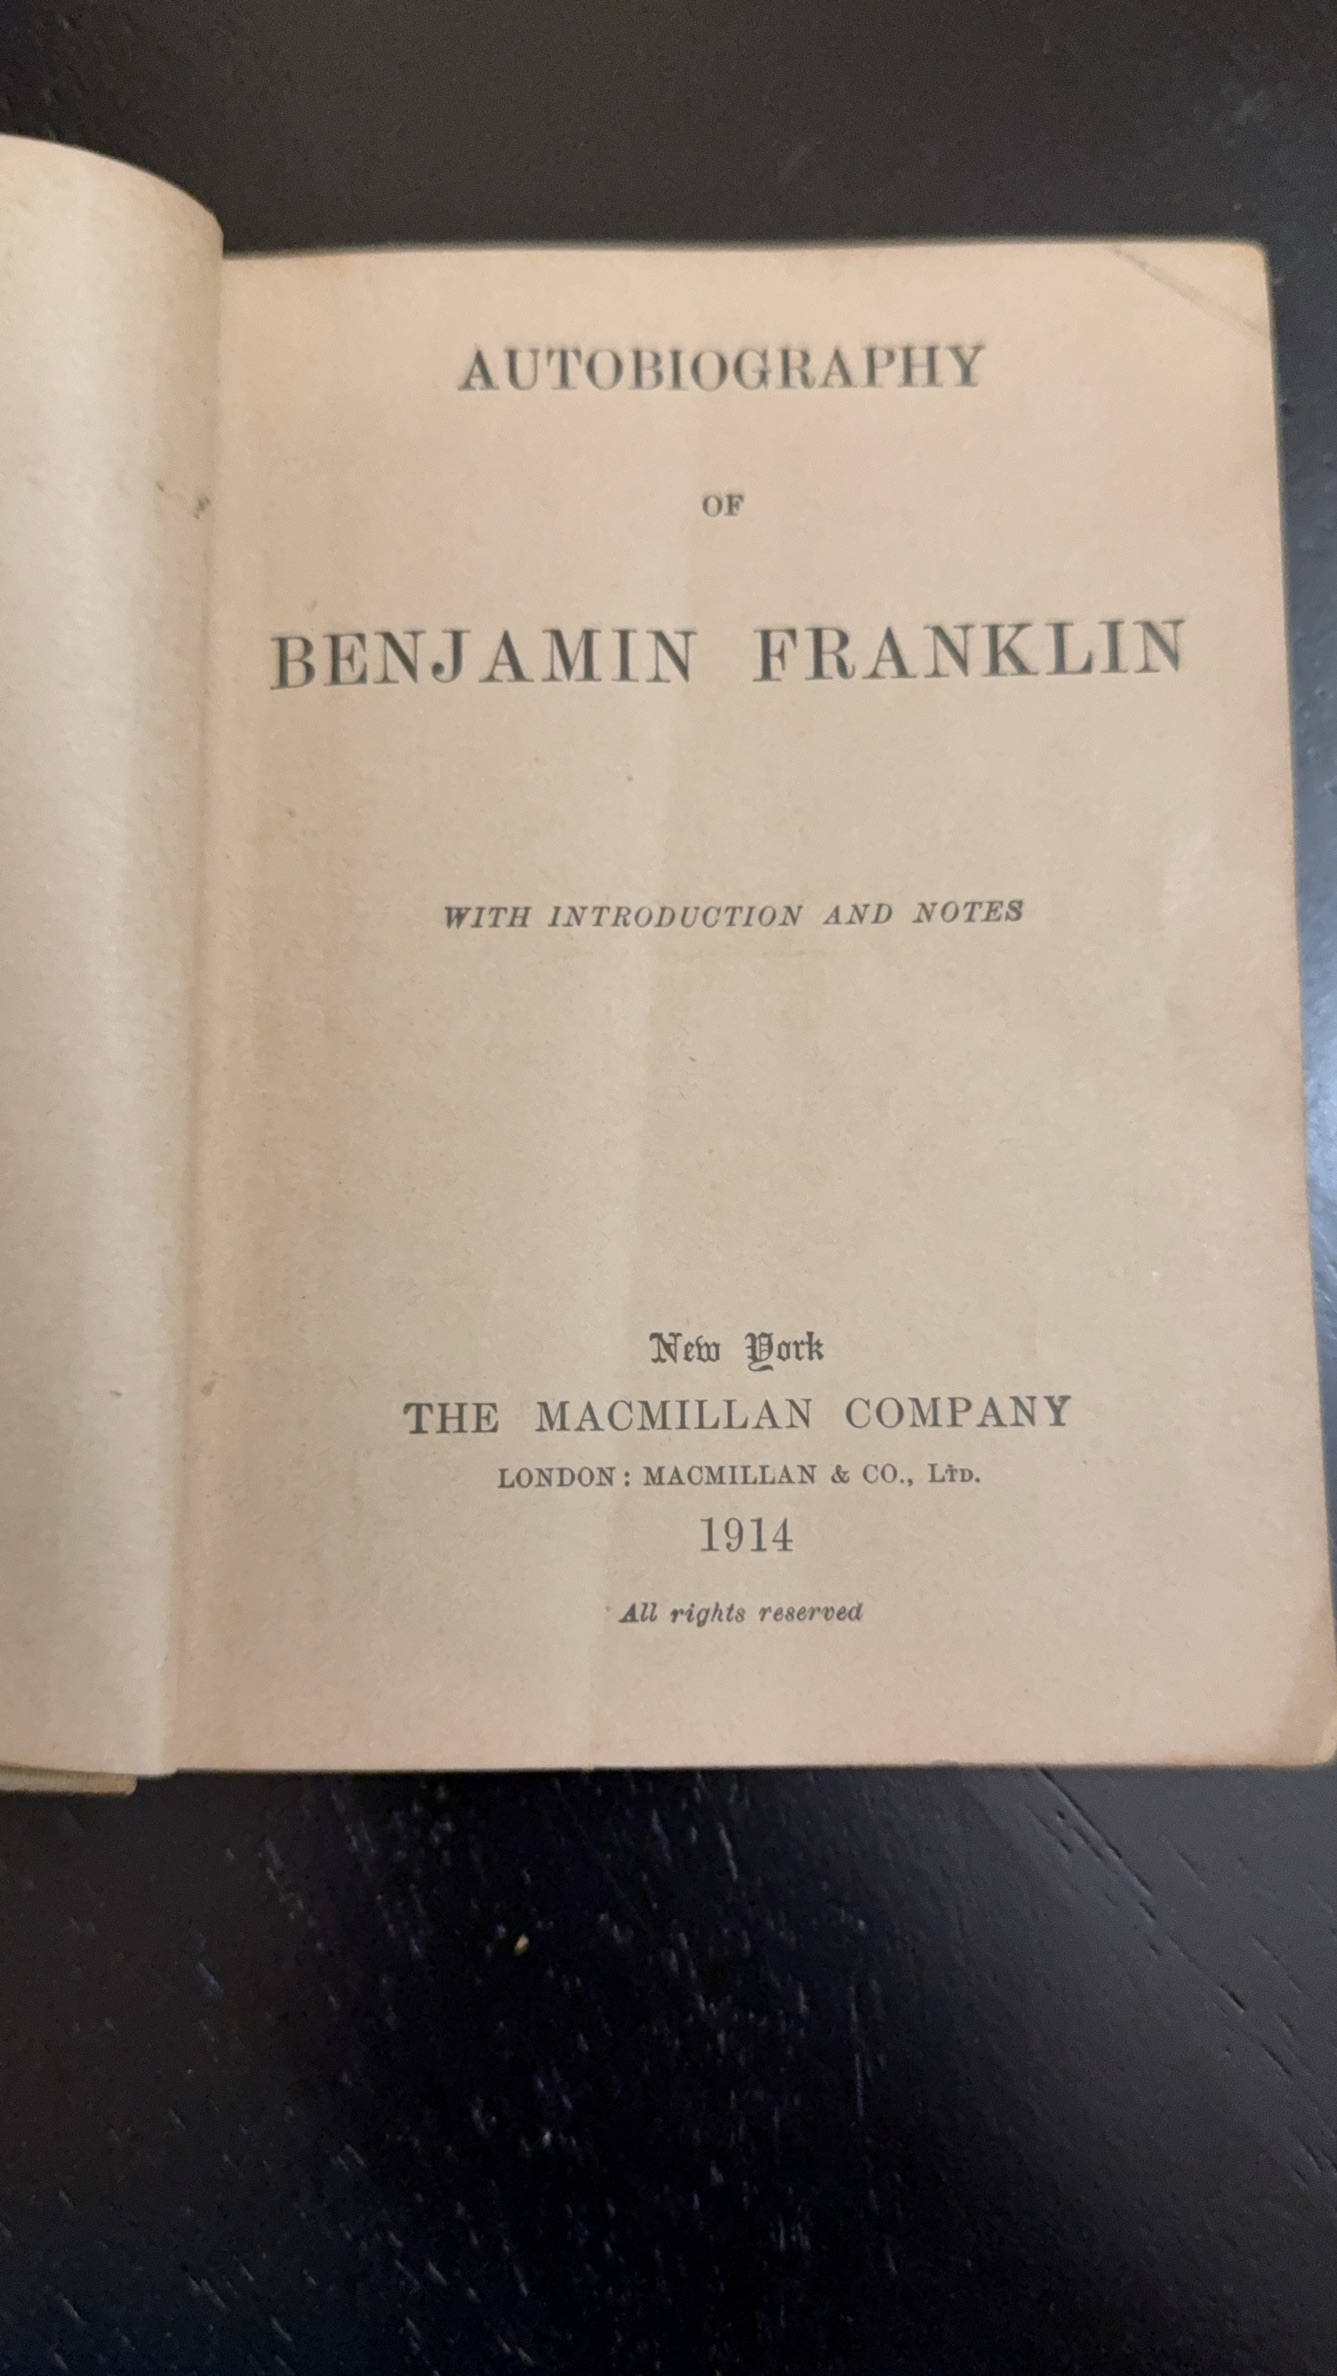 AUTOBIOGRAPHY
OF
BENJAMIN FRANKLIN
WITH INTRODUCTION AND NOTES
New York
THE MACMILLAN COMPANY
LONDON: MACMILLAN & CO., LTD.
1914
All rights reserved